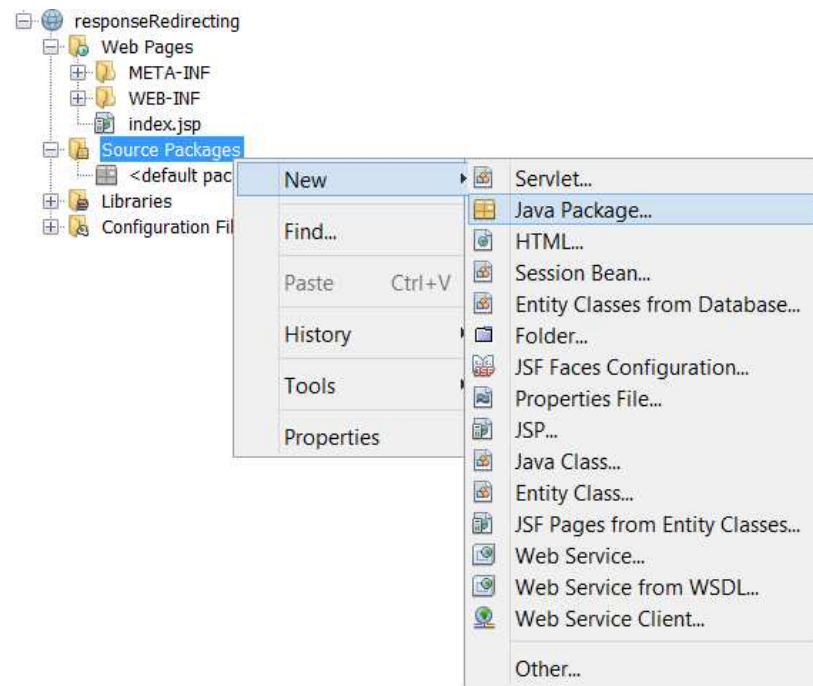 responseRedirecting
Web Pages
META-INF
WEB-INF
index.jsp
Source Packages
<default pac
Libraries
Configuration Fil
New
Find...
Paste Ctrl+V
History
Tools
Properties
Servlet...
Java Package...
HTML...
Session Bean...
Entity Classes from Database...
Folder...
JSF Faces Configuration...
Properties File...
JSP...
Java Class...
Entity Class...
JSF Pages from Entity Classes...
Web Service...
Web Service from WSDL...
Web Service Client...
Other...